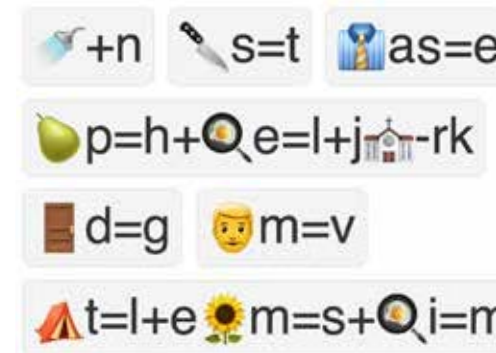 🚿+n 🔪s=t 👔as=e
🍐p=h+🍳e=l+j⛪-rk
🚪d=g 👨m=v
⛺t=l+e🌻m=s+🍳i=m